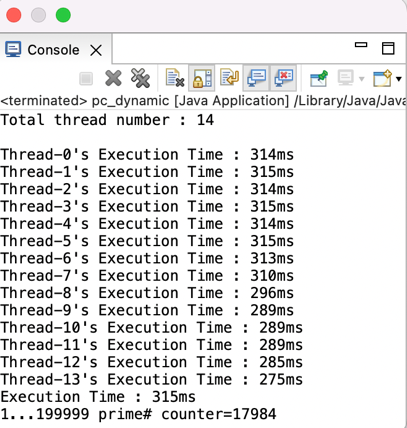 Console
<terminated> pc_dynamic [Java Application] /Library/Java/Java
Total thread number : 14
Thread-0's Execution Time : 314ms
Thread-1's Execution Time : 315ms
Thread-2's Execution Time : 314ms
Thread-3's Execution Time : 315ms
Thread-4's Execution Time : 314ms
Thread-5's Execution Time : 315ms
Thread-6's Execution Time : 313ms
Thread-7's Execution Time : 310ms
Thread-8's Execution Time : 296ms
Thread-9's Execution Time : 289ms
Thread-10's Execution Time : 289ms
Thread-11's Execution Time : 289ms
Thread-12's Execution Time : 285ms
Thread-13's Execution Time : 275ms
Execution Time : 315ms
1...199999 prime# counter=17984